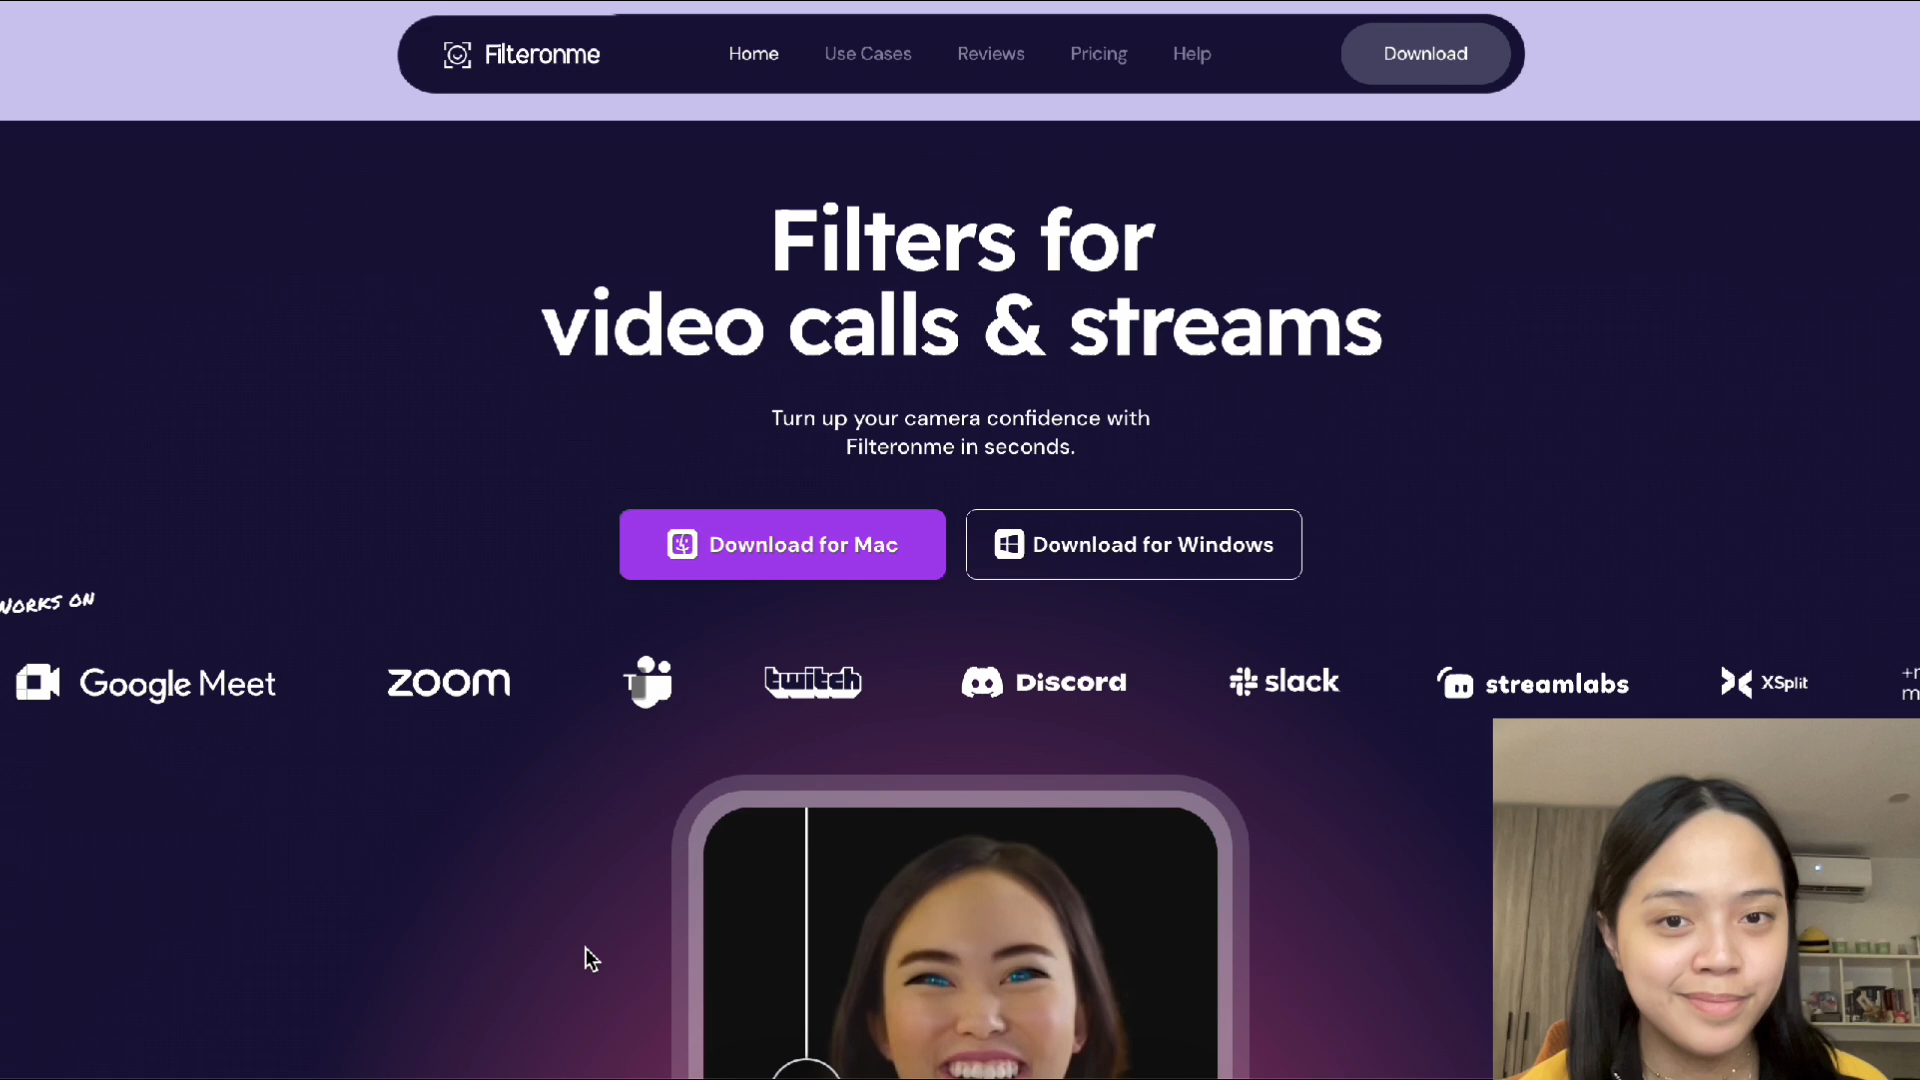 Filteronme
Home
Use Cases
Reviews
Pricing
Help
Download
Filters for
video calls & streams
Turn up your camera confidence with
Filteronme in seconds.
Download for Mac
Download for Windows
WORKS ON
Google Meet
zoom
T
twitch
Discord
slack
streamlabs
XSplit